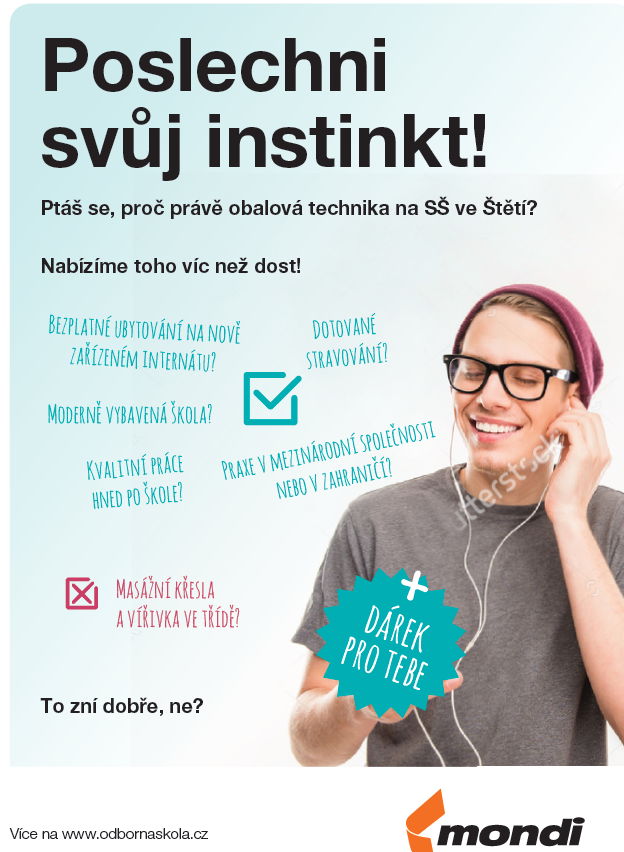 Poslechni
svůj instinkt!
Ptáš se, proč právě obalová technika na SŠ ve Štětí?
Nabízíme toho víc než dost!
Bezplatné ubytování na nově
zařízeném internátu?
Dotované
stravování?
Moderně vybavená škola?
Kvalitní práce
hned po škole?
Praxe v mezinárodní společnosti
nebo v zahraničí?
Masážní křesla
a vířivka ve třídě?
+
dárek
pro tebe
To zní dobře, ne?
Více na www.odbornaskola.cz
mondi